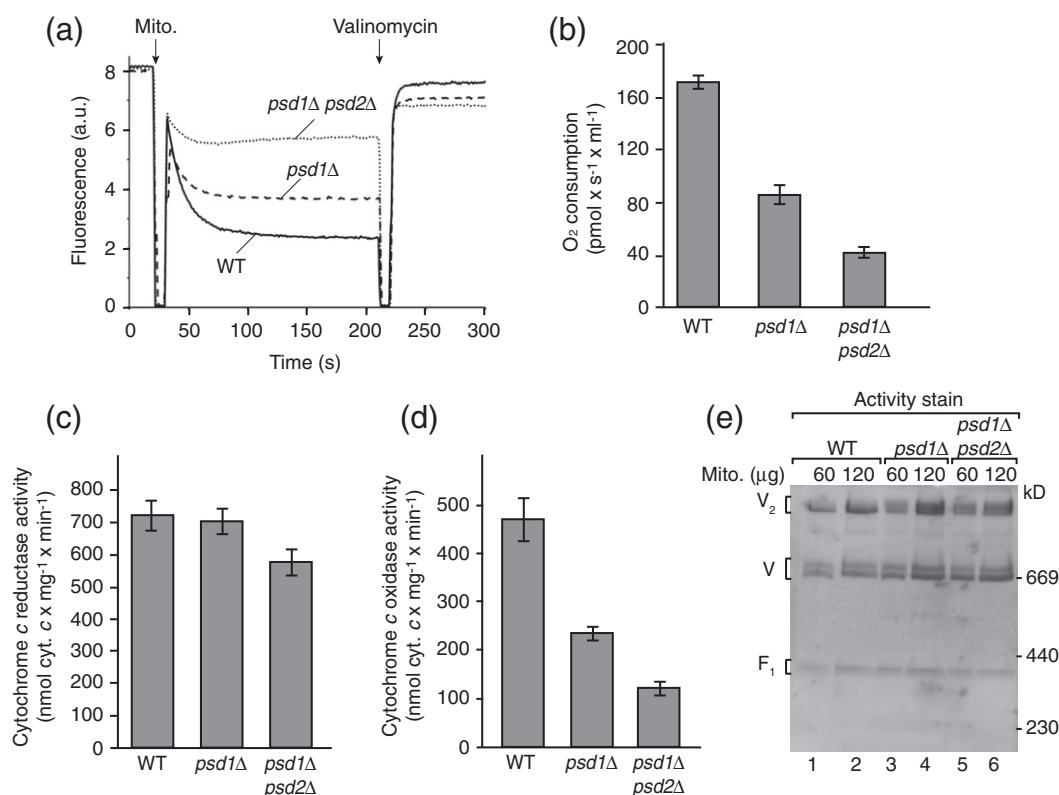 (a)
Mito.
Valinomycin
Fluorescence (a.u.)
8
6
4
2
0
psd1Δ psd2Δ
psd1Δ
WT
0 50 100 150 200 250 300
Time (s)
(b)
O₂ consumption
(pmol x s⁻¹ x ml⁻¹)
200
160
120
80
40
0
WT psd1Δ psd1Δ
psd2Δ
(c)
Cytochrome c reductase activity
(nmol cyt. c x mg⁻¹ x min⁻¹)
800
700
600
500
400
300
200
100
0
WT psd1Δ psd1Δ
psd2Δ
(d)
Cytochrome c oxidase activity
(nmol cyt. c x mg⁻¹ x min⁻¹)
500
400
300
200
100
0
WT psd1Δ psd1Δ
psd2Δ
(e)
Activity stain
psd1Δ
WT psd1Δ psd2Δ
Mito. (μg) 60 120 60 120 60 120 kD
V₂
V
669
440
F₁
230
1 2 3 4 5 6